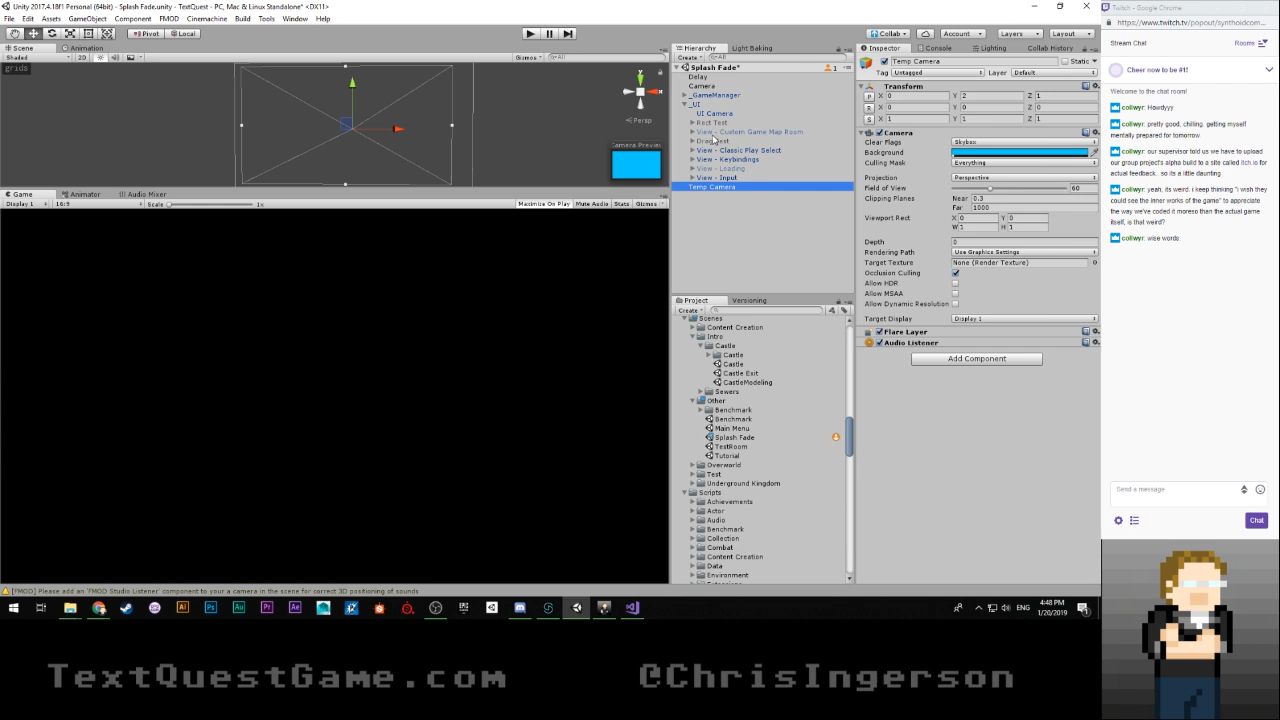 Unity 2017.4.18f1 Personal (64bit) - Splash Fade.unity - TextQuest - PC, Mac & Linux Standalone* <DX11>
File Edit Assets GameObject Component FMOD Cinemachine Build Tools Window Help
Pivot Local
Collab Account Layers Layout
Scene Animation
Shaded 2D Gizmos All
grids
Persp
Camera Preview
Game Animator Audio Mixer
Display 1 16:9 Scale 1x Maximize On Play Mute Audio Stats Gizmos
Hierarchy Light Baking
Create All
Splash Fade* 1
Delay
Camera
_GameManager
_UI
UI Camera
Rect Test
View - Custom Game Map Room
View - Classic Play Select
View - Keybindings
View - Loading
View - Input
Temp Camera
Project Versioning
Create
Scenes
Content Creation
Intro
Castle
Castle
Castle
Castle Exit
CastleModeling
Sewers
Other
Benchmark
Benchmark
Main Menu
Splash Fade
TestRoom
Tutorial
Overworld
Test
Underground Kingdom
Scripts
Achievements
Actor
Audio
Benchmark
Collection
Combat
Content Creation
Data
Environment
Inspector Console Lighting Collab History
Temp Camera Static
Tag Untagged Layer Default
Transform
P X 0 Y 2 Z 1
R X 0 Y 0 Z 0
S X 1 Y 1 Z 1
Camera
Clear Flags Skybox
Background
Culling Mask Everything
Projection Perspective
Field of View 60
Clipping Planes Near 0.3
Far 1000
Viewport Rect X 0 Y 0
W 1 H 1
Depth 0
Rendering Path Use Graphics Settings
Target Texture None (Render Texture)
Occlusion Culling
Allow HDR
Allow MSAA
Allow Dynamic Resolution
Target Display Display 1
Flare Layer
Audio Listener
Add Component
[FMOD] Please add an 'FMOD Studio Listener' component to your a camera in the scene for correct 3D positioning of sounds
ENG 4:48 PM
1/20/2019
Twitch - Google Chrome
https://www.twitch.tv/popout/synthoidcom...
Stream Chat Rooms
Cheer now to be #1!
Welcome to the chat room!
collwyr: Howdyyy
collwyr: pretty good, chilling. getting myself
mentally prepared for tomorrow.
collwyr: our supervisor told us we have to upload
our group project's alpha build to a site called itch io for
actual feedback.. so its a little daunting
collwyr: yeah, its weird. i keep thinking "i wish they
could see the inner works of the game" to appreciate
the way we've coded it moreso than the actual game
itself, is that weird?
collwyr: wise words.
Send a message
Chat
TextQuestGame.com @ChrisIngerson